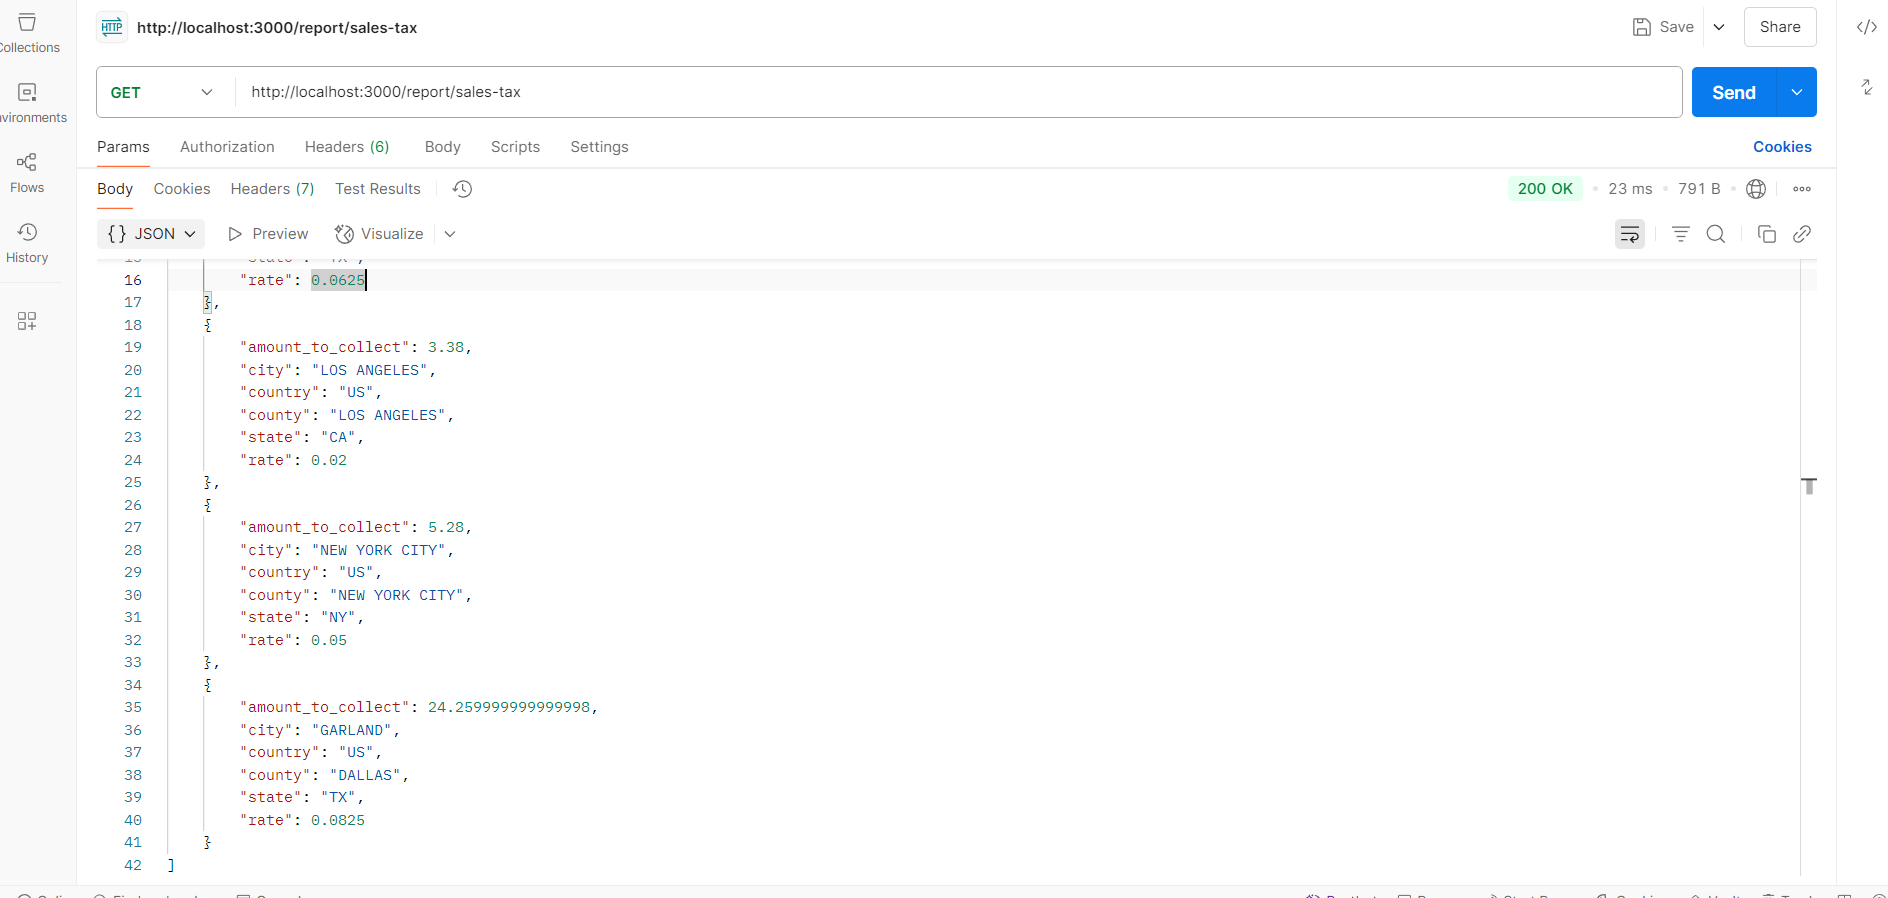 Collections
http://localhost:3000/report/sales-tax
Save
Share
GET
http://localhost:3000/report/sales-tax
Send
vironments
Params
Authorization
Headers (6)
Body
Scripts
Settings
Cookies
Flows
Body
Cookies
Headers (7)
Test Results
200 OK
23 ms
791 B
History
{} JSON
Preview
Visualize
16 "rate": 0.0625
17 },
18 {
19 "amount_to_collect": 3.38,
20 "city": "LOS ANGELES",
21 "country": "US",
22 "county": "LOS ANGELES",
23 "state": "CA",
24 "rate": 0.02
25 },
26 {
27 "amount_to_collect": 5.28,
28 "city": "NEW YORK CITY",
29 "country": "US",
30 "county": "NEW YORK CITY",
31 "state": "NY",
32 "rate": 0.05
33 },
34 {
35 "amount_to_collect": 24.259999999999998,
36 "city": "GARLAND",
37 "country": "US",
38 "county": "DALLAS",
39 "state": "TX",
40 "rate": 0.0825
41 }
42 ]